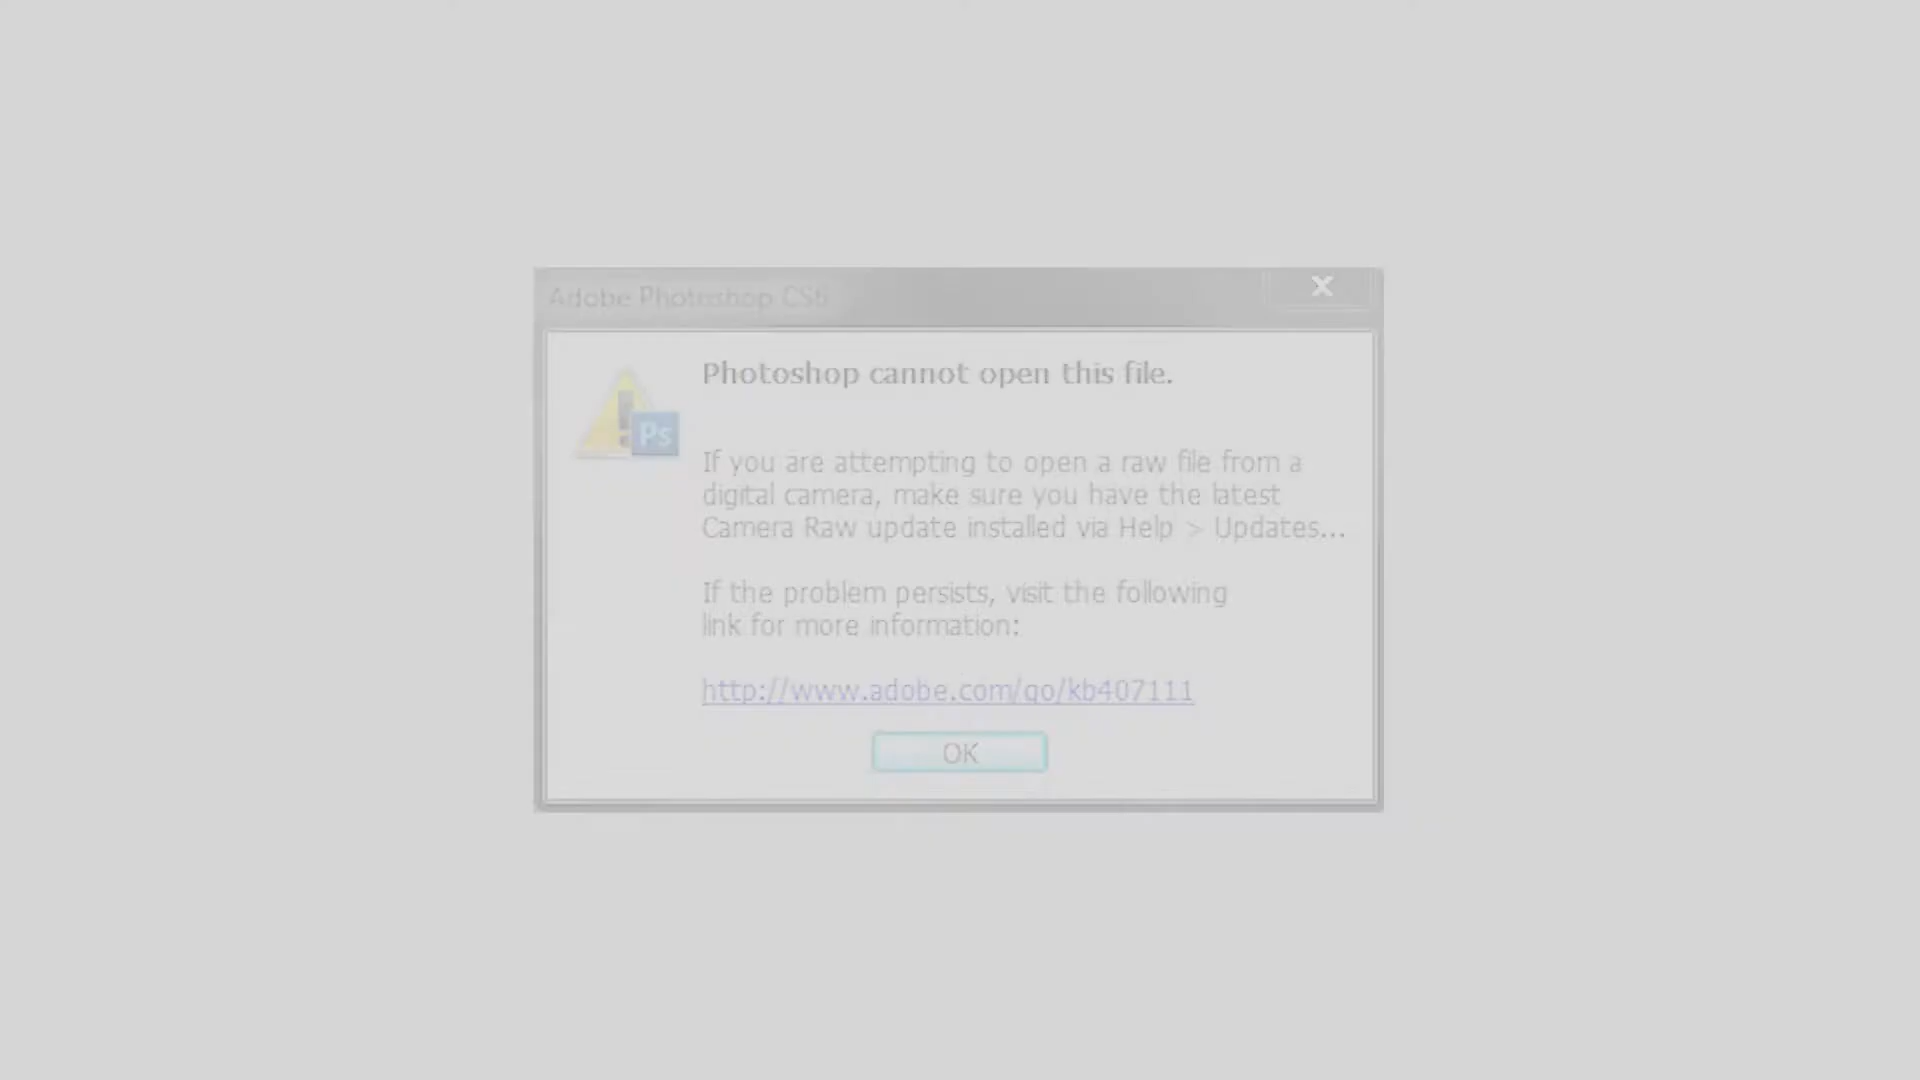 Adobe Photoshop CS6
Photoshop cannot open this file.
Ps
If you are attempting to open a raw file from a
digital camera, make sure you have the latest
Camera Raw update installed via Help > Updates...
If the problem persists, visit the following
link for more information:
http://www.adobe.com/go/kb407111
OK